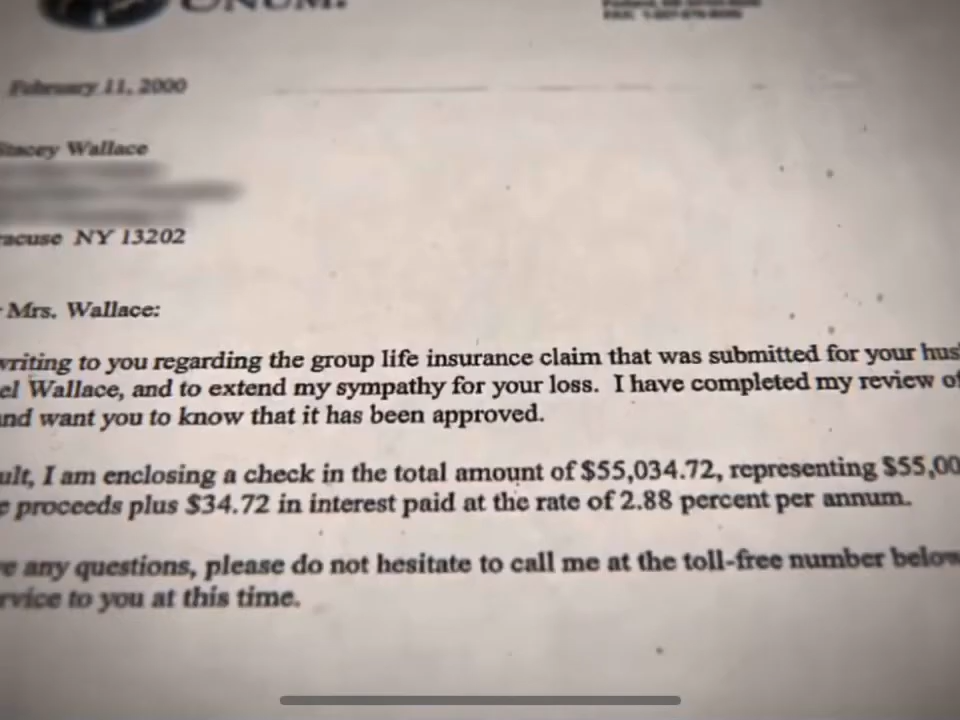 UNUM.
February 11, 2000
Stacey Wallace
racuse NY 13202
Mrs. Wallace:
writing to you regarding the group life insurance claim that was submitted for your hus
el Wallace, and to extend my sympathy for your loss. I have completed my review of
nd want you to know that it has been approved.
ult, I am enclosing a check in the total amount of $55,034.72, representing $55,00
e proceeds plus $34.72 in interest paid at the rate of 2.88 percent per annum.
e any questions, please do not hesitate to call me at the toll-free number below
rvice to you at this time.